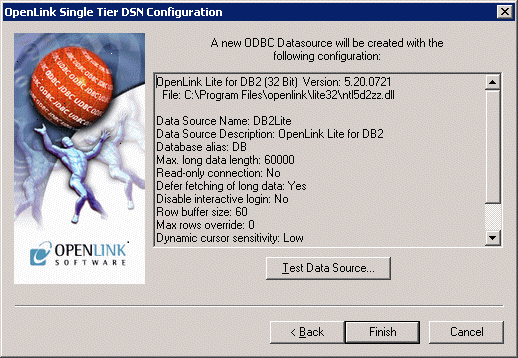 OpenLink Single Tier DSN Configuration
A new ODBC Datasource will be created with the
following configuration:
OpenLink Lite for DB2 (32 Bit) Version: 5.20.0721
File: C:\Program Files\openlink\lite32\ntl5d2zz.dll
Data Source Name: DB2Lite
Data Source Description: OpenLink Lite for DB2
Database alias: DB
Max. long data length: 60000
Read-only connection: No
Defer fetching of long data: Yes
Disable interactive login: No
Row buffer size: 60
Max rows override: 0
Dynamic cursor sensitivity: Low
OPENLINK
SOFTWARE
Test Data Source...
< Back
Finish
Cancel